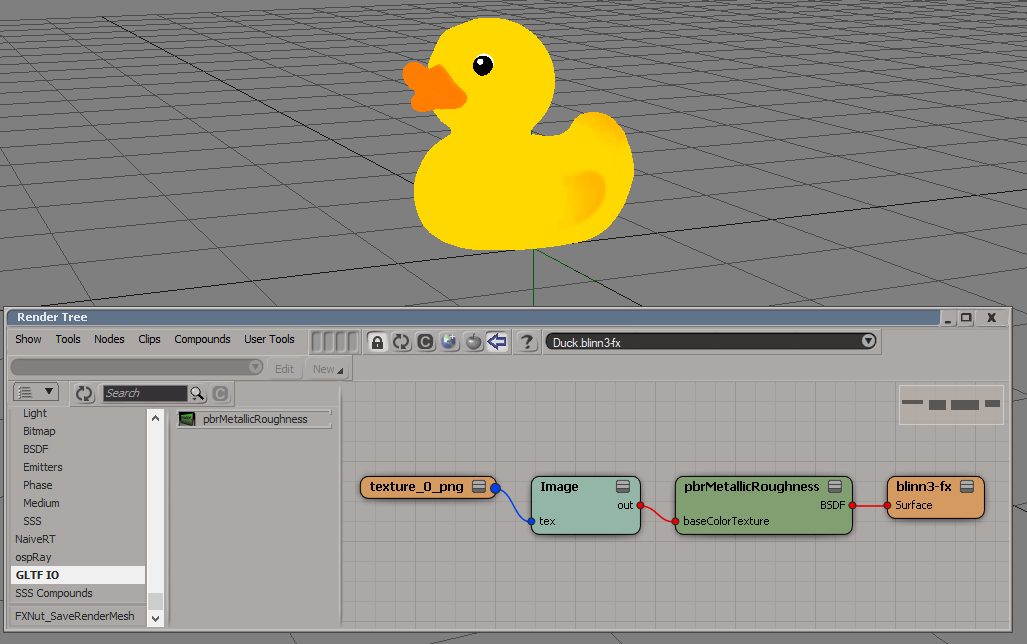 Render Tree
Show Tools Nodes Clips Compounds User Tools
C ? Duck.blinn3-fx
Edit New
Search C
Light
Bitmap
BSDF
Emitters
Phase
Medium
SSS
NaiveRT
ospRay
GLTF IO
SSS Compounds
FXNut_SaveRenderMesh
pbrMetallicRoughness
texture_0_png
Image
out
tex
pbrMetallicRoughness
BSDF
baseColorTexture
blinn3-fx
Surface